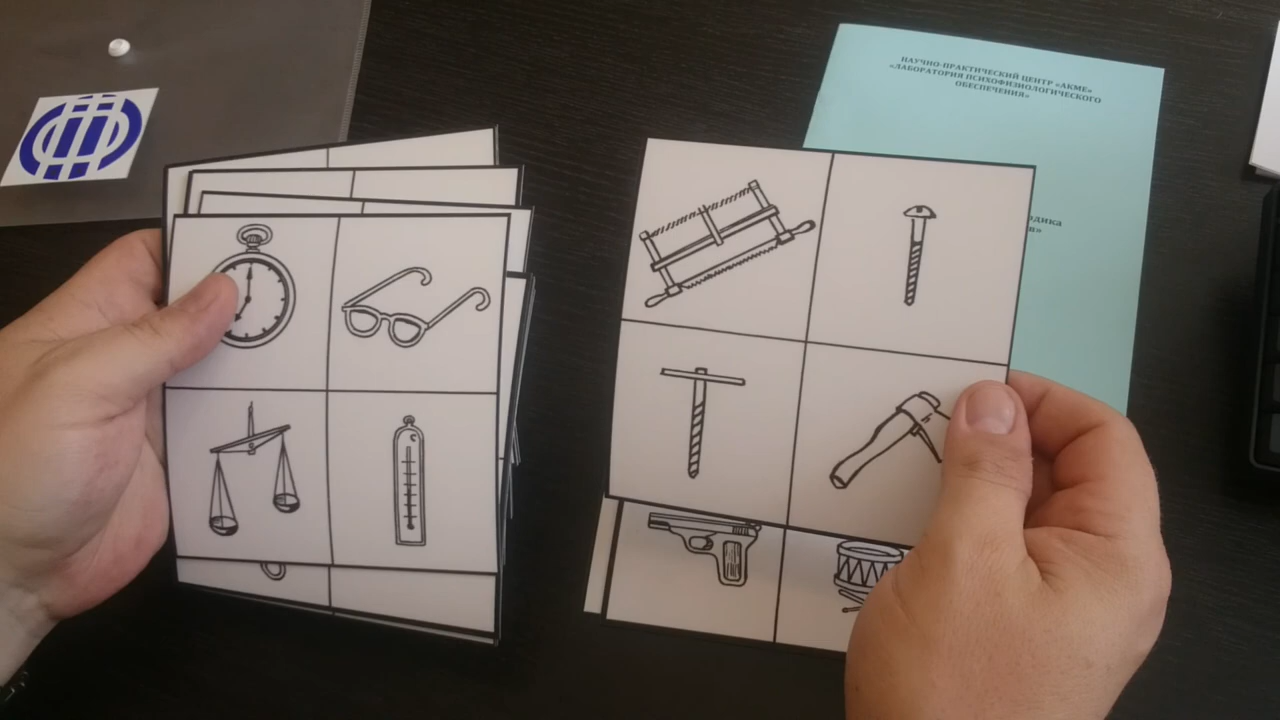 НАУЧНО-ПРАКТИЧЕСКИЙ ЦЕНТР «АКМЕ»
«ЛАБОРАТОРИЯ ПСИХОФИЗИОЛОГИЧЕСКОГО
ОБЕСПЕЧЕНИЯ»